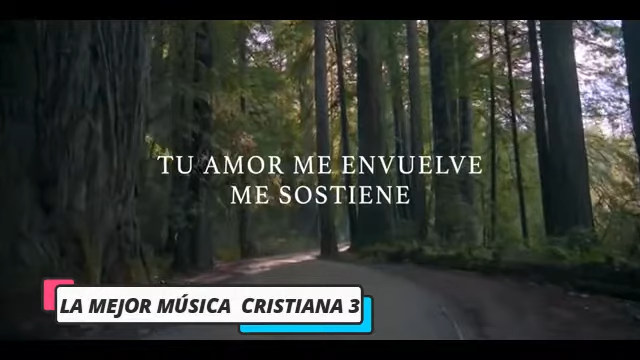 TU AMOR ME ENVUELVE
ME SOSTIENE
LA MEJOR MÚSICA  CRISTIANA 3